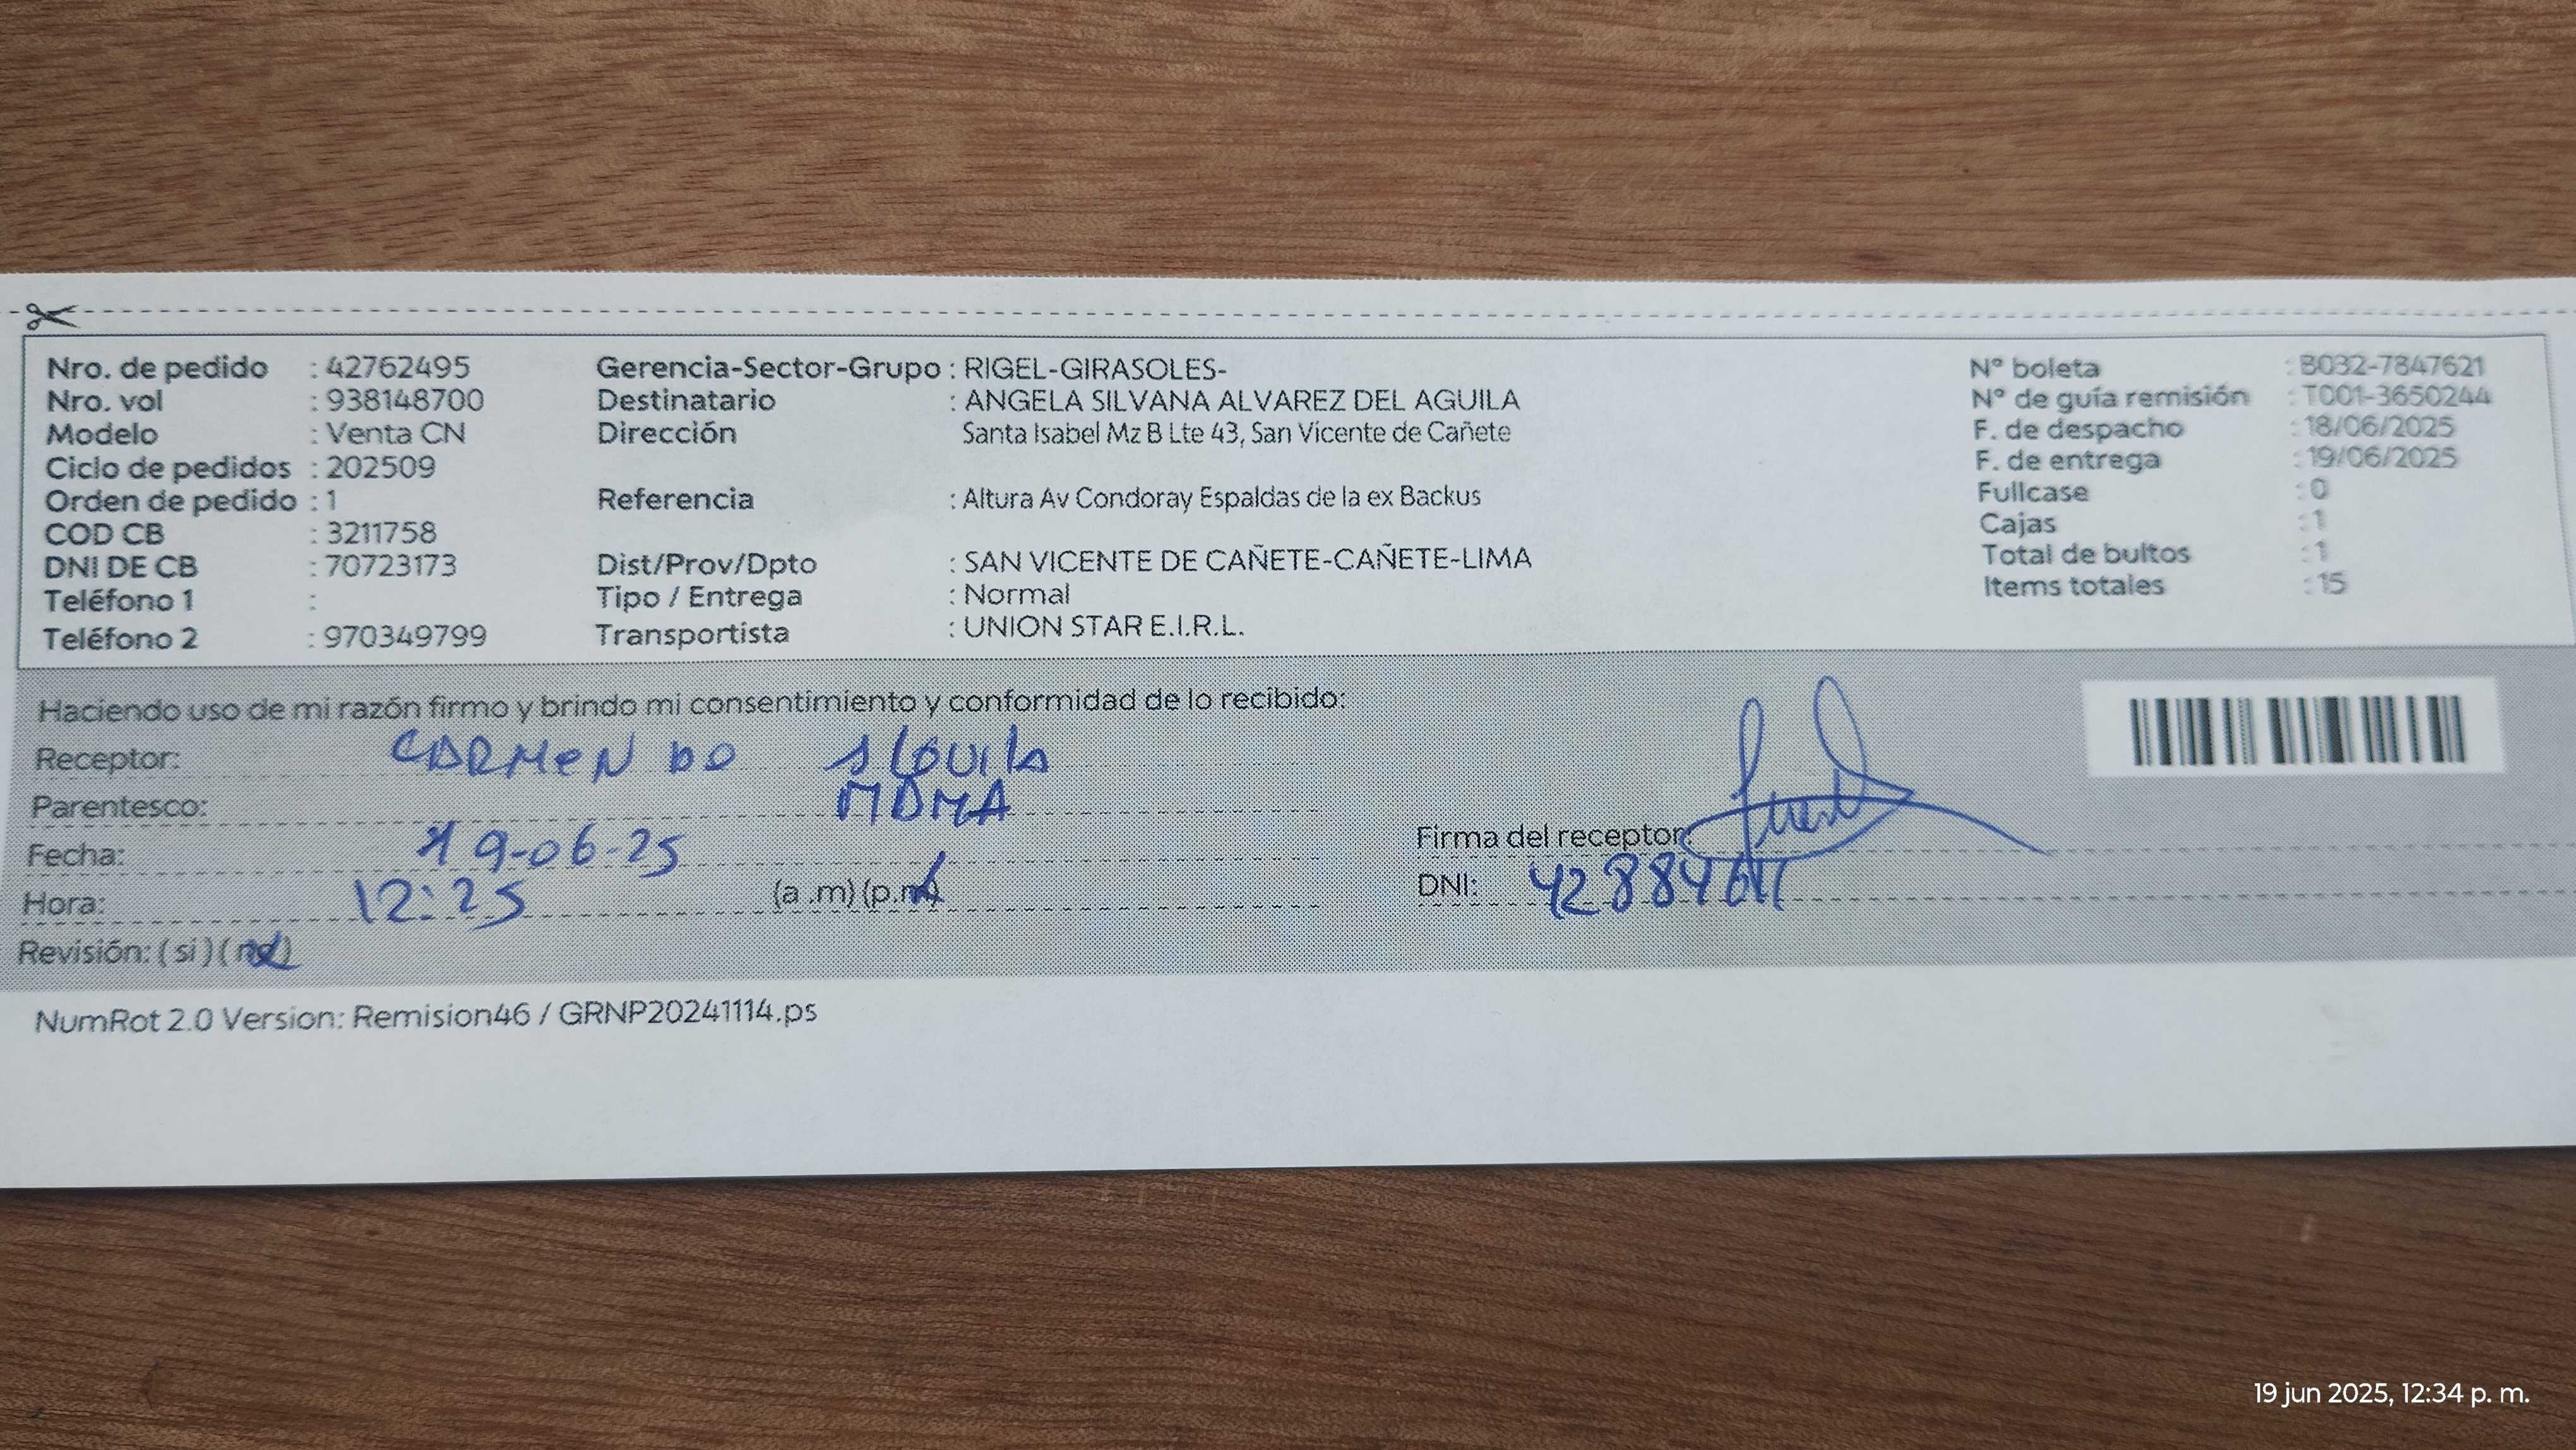 Nro. de pedido : 42762495
Nro. vol : 938148700
Modelo : Venta CN
Ciclo de pedidos : 202509
Orden de pedido : 1
COD CB : 3211758
DNI DE CB : 70723173
Teléfono 1 :
Teléfono 2 : 970349799
Gerencia-Sector-Grupo : RIGEL-GIRASOLES-
Destinatario : ANGELA SILVANA ALVAREZ DEL AGUILA
Dirección Santa Isabel Mz B Lte 43, San Vicente de Cañete
Referencia : Altura Av Condoray Espaldas de la ex Backus
Dist/Prov/Dpto : SAN VICENTE DE CAÑETE-CAÑETE-LIMA
Tipo / Entrega : Normal
Transportista : UNION STAR E.I.R.L.
N° boleta : B032-7847621
N° de guía remisión : T001-3650244
F. de despacho : 18/06/2025
F. de entrega : 19/06/2025
Fullcase : 0
Cajas : 1
Total de bultos : 1
Items totales : 15
Haciendo uso de mi razón firmo y brindo mi consentimiento y conformidad de lo recibido:
Receptor: CARMEN
Parentesco: MAMA
Fecha: 19-06-25
Hora: 12:25 (a .m) (p.m)
Revisión: ( si ) ( no )
Firma del receptor:
DNI:
NumRot 2.0 Version: Remision46 / GRNP20241114.ps
19 jun 2025, 12:34 p. m.